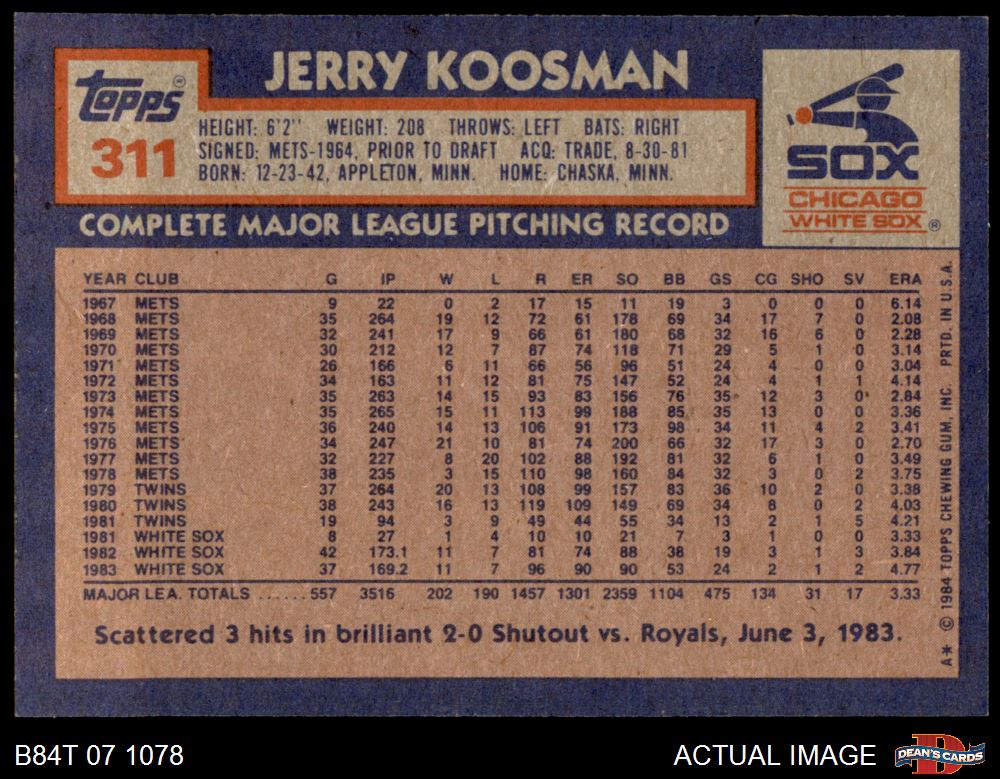 topps ®
311
JERRY KOOSMAN
HEIGHT: 6'2'' WEIGHT: 208 THROWS: LEFT BATS: RIGHT
SIGNED: METS-1964, PRIOR TO DRAFT ACQ: TRADE, 8-30-81
BORN: 12-23-42, APPLETON, MINN. HOME: CHASKA, MINN.
SOX
CHICAGO
WHITE SOX ®
COMPLETE MAJOR LEAGUE PITCHING RECORD
YEAR CLUB G IP W L R ER SO BB GS CG SHO SV ERA
1967 METS 9 22 0 2 17 15 11 19 3 0 0 0 6.14
1968 METS 35 264 19 12 72 61 178 69 34 17 7 0 2.08
1969 METS 32 241 17 9 66 61 180 68 32 16 6 0 2.28
1970 METS 30 212 12 7 87 74 118 71 29 5 1 0 3.14
1971 METS 26 166 6 11 66 56 96 51 24 4 0 0 3.04
1972 METS 34 163 11 12 81 75 147 52 24 4 1 1 4.14
1973 METS 35 263 14 15 93 83 156 76 35 12 3 0 2.84
1974 METS 35 265 15 11 113 99 188 85 35 13 0 0 3.36
1975 METS 36 240 14 13 106 91 173 98 34 11 4 2 3.41
1976 METS 34 247 21 10 81 74 200 66 32 17 3 0 2.70
1977 METS 32 227 8 20 102 88 192 81 32 6 1 0 3.49
1978 METS 38 235 3 15 110 98 160 84 32 3 0 2 3.75
1979 TWINS 37 264 20 13 108 99 157 83 36 10 2 0 3.38
1980 TWINS 38 243 16 13 119 109 149 69 34 8 0 2 4.03
1981 TWINS 19 94 3 9 49 44 55 34 13 2 1 5 4.21
1981 WHITE SOX 8 27 1 4 10 10 21 7 3 1 0 0 3.33
1982 WHITE SOX 42 173.1 11 7 81 74 88 38 19 3 1 3 3.84
1983 WHITE SOX 37 169.2 11 7 96 90 90 53 24 2 1 2 4.77
MAJOR LEA. TOTALS ......557 3516 202 190 1457 1301 2359 1104 475 134 31 17 3.33
Scattered 3 hits in brilliant 2-0 Shutout vs. Royals, June 3, 1983.
A* © 1984 TOPPS CHEWING GUM, INC. PRTD. IN U.S.A.
B84T 07 1078
ACTUAL IMAGE
DEAN'S CARDS